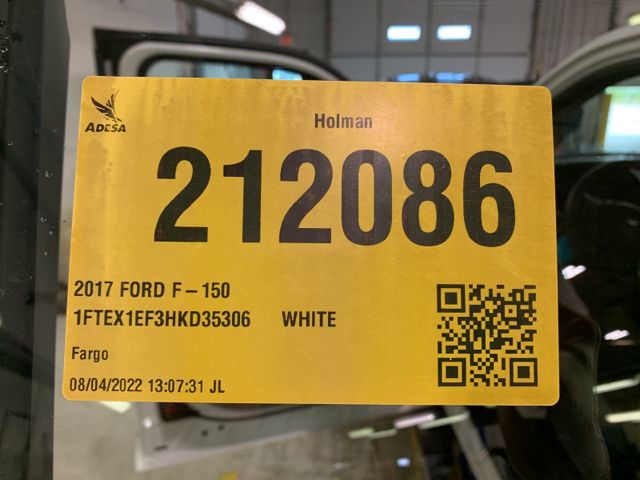 ADESA
Holman
212086
2017 FORD F-150
1FTEX1EF3HKD35306 WHITE
Fargo
08/04/2022 13:07:31 JL